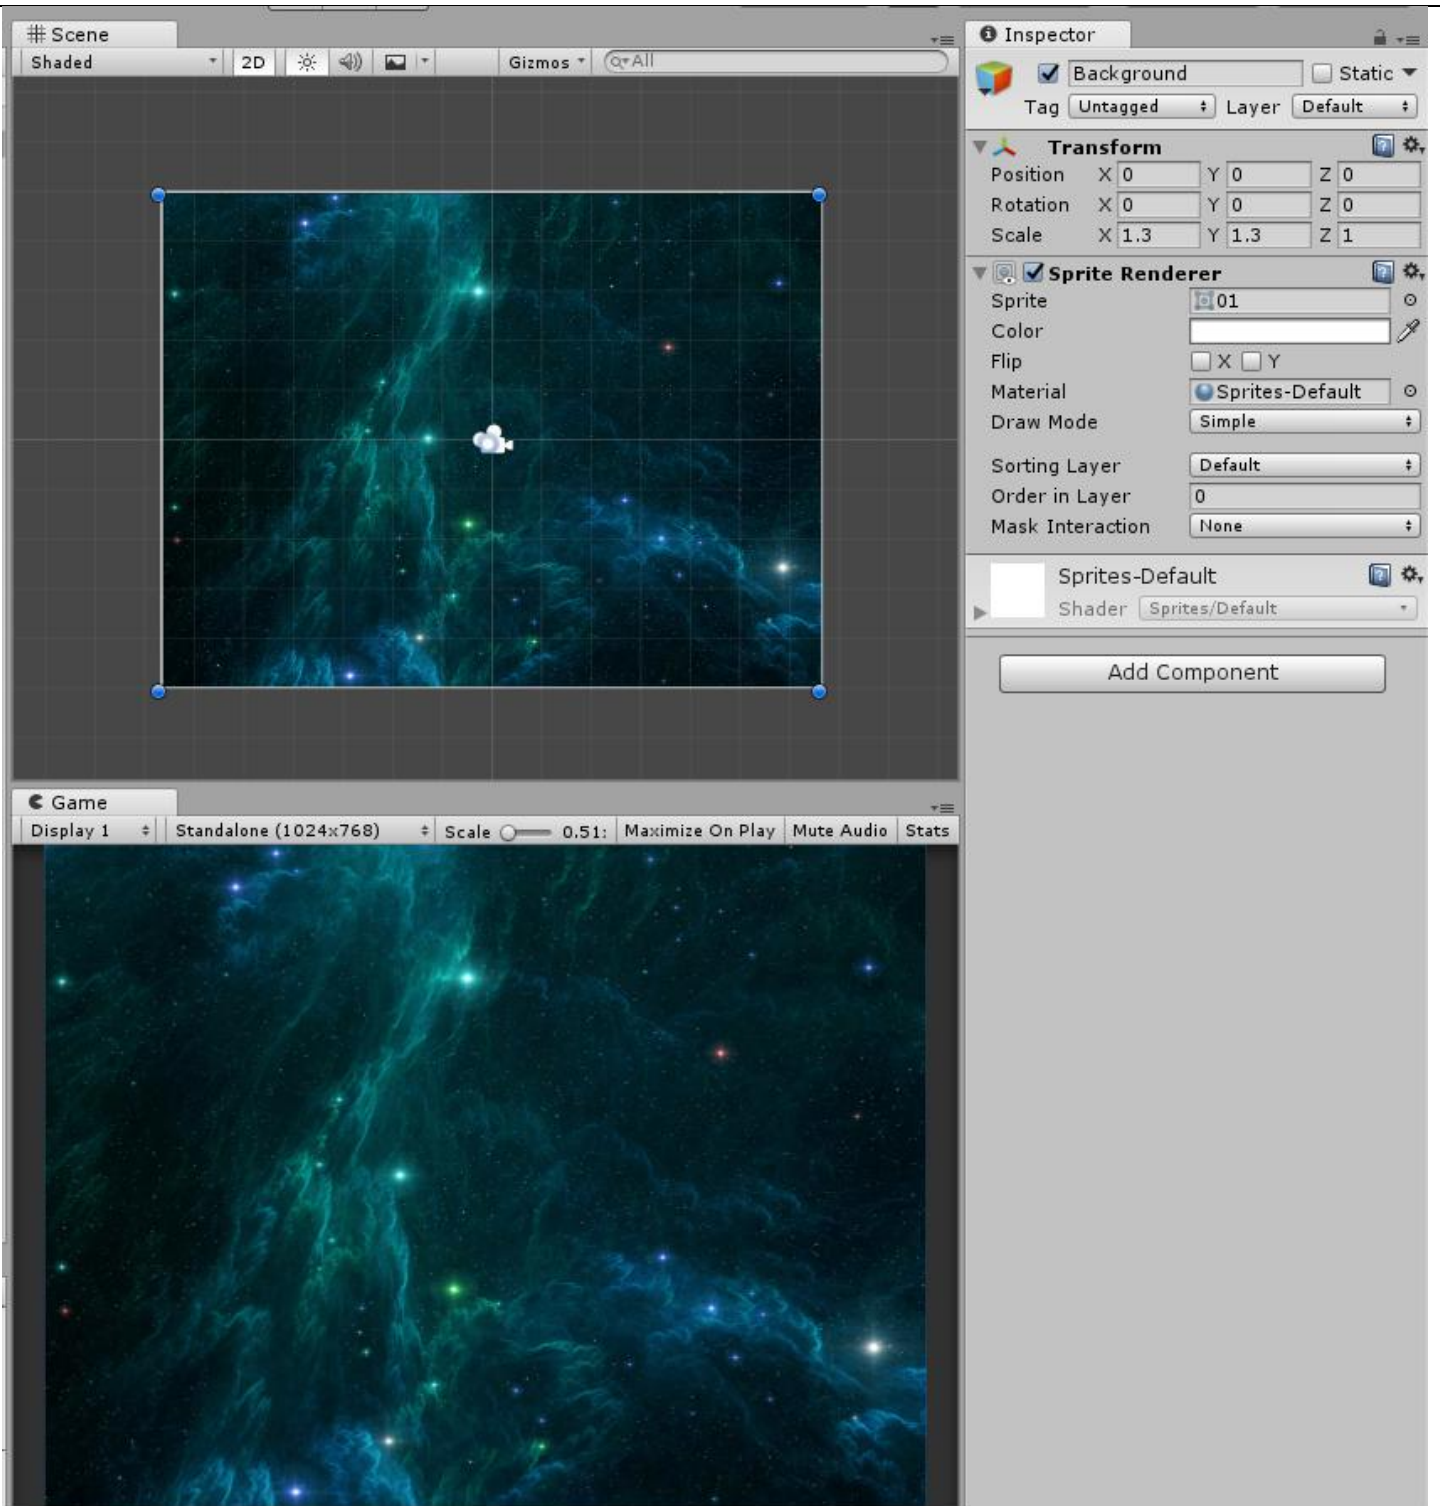 Scene
Shaded 2D Gizmos All
Inspector
Background Static
Tag Untagged Layer Default
Transform
Position X 0 Y 0 Z 0
Rotation X 0 Y 0 Z 0
Scale X 1.3 Y 1.3 Z 1
Sprite Renderer
Sprite 01
Color
Flip X Y
Material Sprites-Default
Draw Mode Simple
Sorting Layer Default
Order in Layer 0
Mask Interaction None
Sprites-Default
Shader Sprites/Default
Add Component
Game
Display 1 Standalone (1024x768) Scale 0.51: Maximize On Play Mute Audio Stats